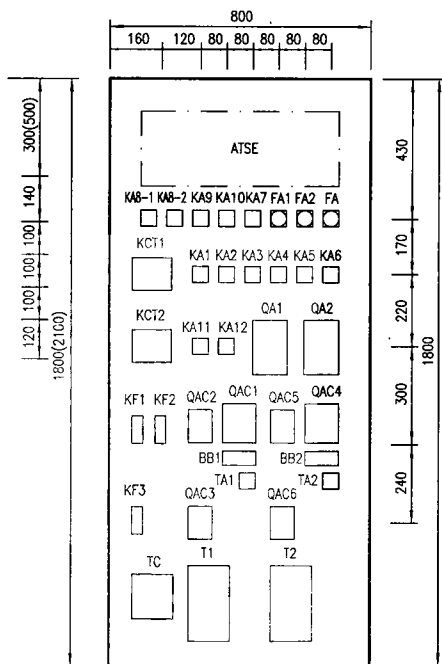 800
160 120 80 80 80 80 80
300(500)
140
100
100
100
120
1800(2100)
430
170
220
300
240
1800
ATSE
KA8-1 KA8-2 KA9 KA10 KA7 FA1 FA2 FA
KCT1
KA1 KA2 KA3 KA4 KA5 KA6
KCT2
KA11 KA12
QA1 QA2
KF1 KF2 QAC2 QAC1 QAC5 QAC4
BB1 BB2
TA1 TA2
KF3 QAC3 QAC6
TC T1 T2